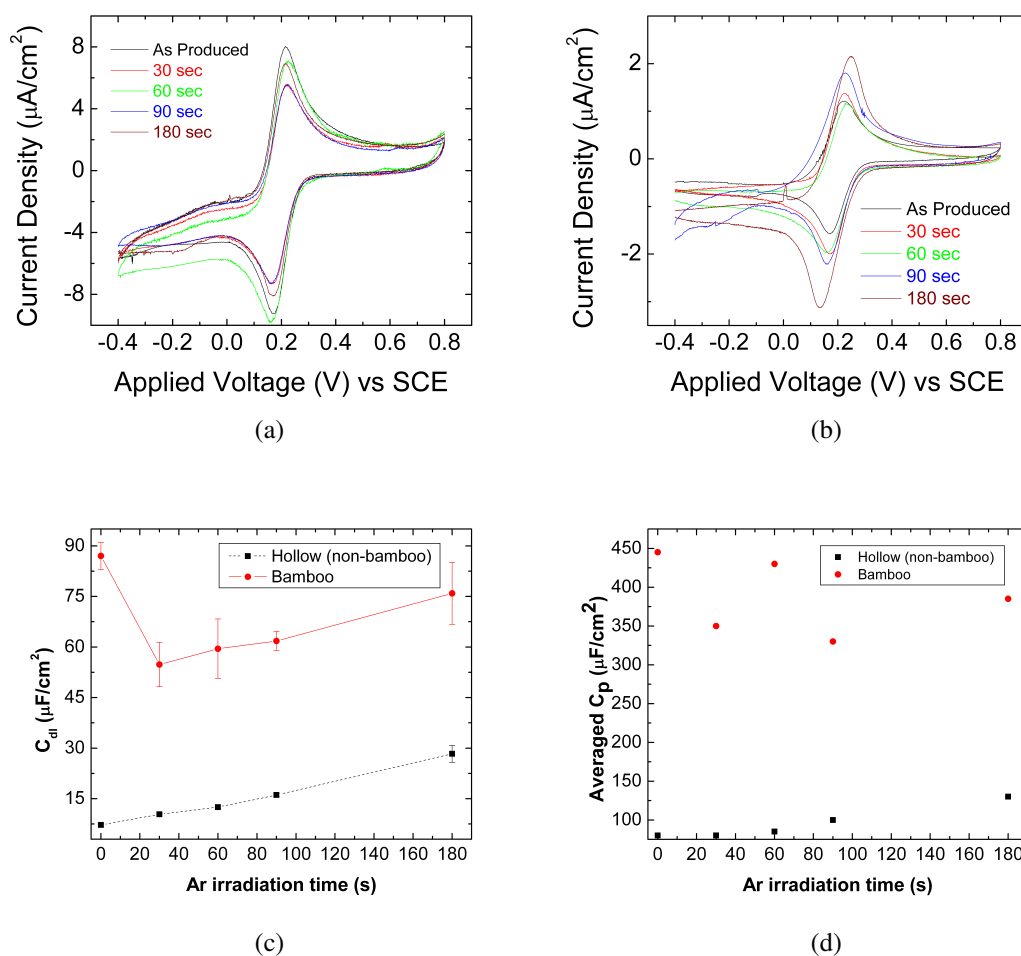 8
4
0
-4
-8
Current Density (μA/cm²)
As Produced
30 sec
60 sec
90 sec
180 sec
-0.4 -0.2 0.0 0.2 0.4 0.6 0.8
Applied Voltage (V) vs SCE
(a)
2
0
-2
Current Density (μA/cm²)
As Produced
30 sec
60 sec
90 sec
180 sec
-0.4 -0.2 0.0 0.2 0.4 0.6 0.8
Applied Voltage (V) vs SCE
(b)
90
75
60
45
30
15
C_dl (μF/cm²)
Hollow (non-bamboo)
Bamboo
0 20 40 60 80 100 120 140 160 180
Ar irradiation time (s)
(c)
450
400
350
300
250
200
150
100
Averaged C_p (μF/cm²)
Hollow (non-bamboo)
Bamboo
0 20 40 60 80 100 120 140 160 180
Ar irradiation time (s)
(d)